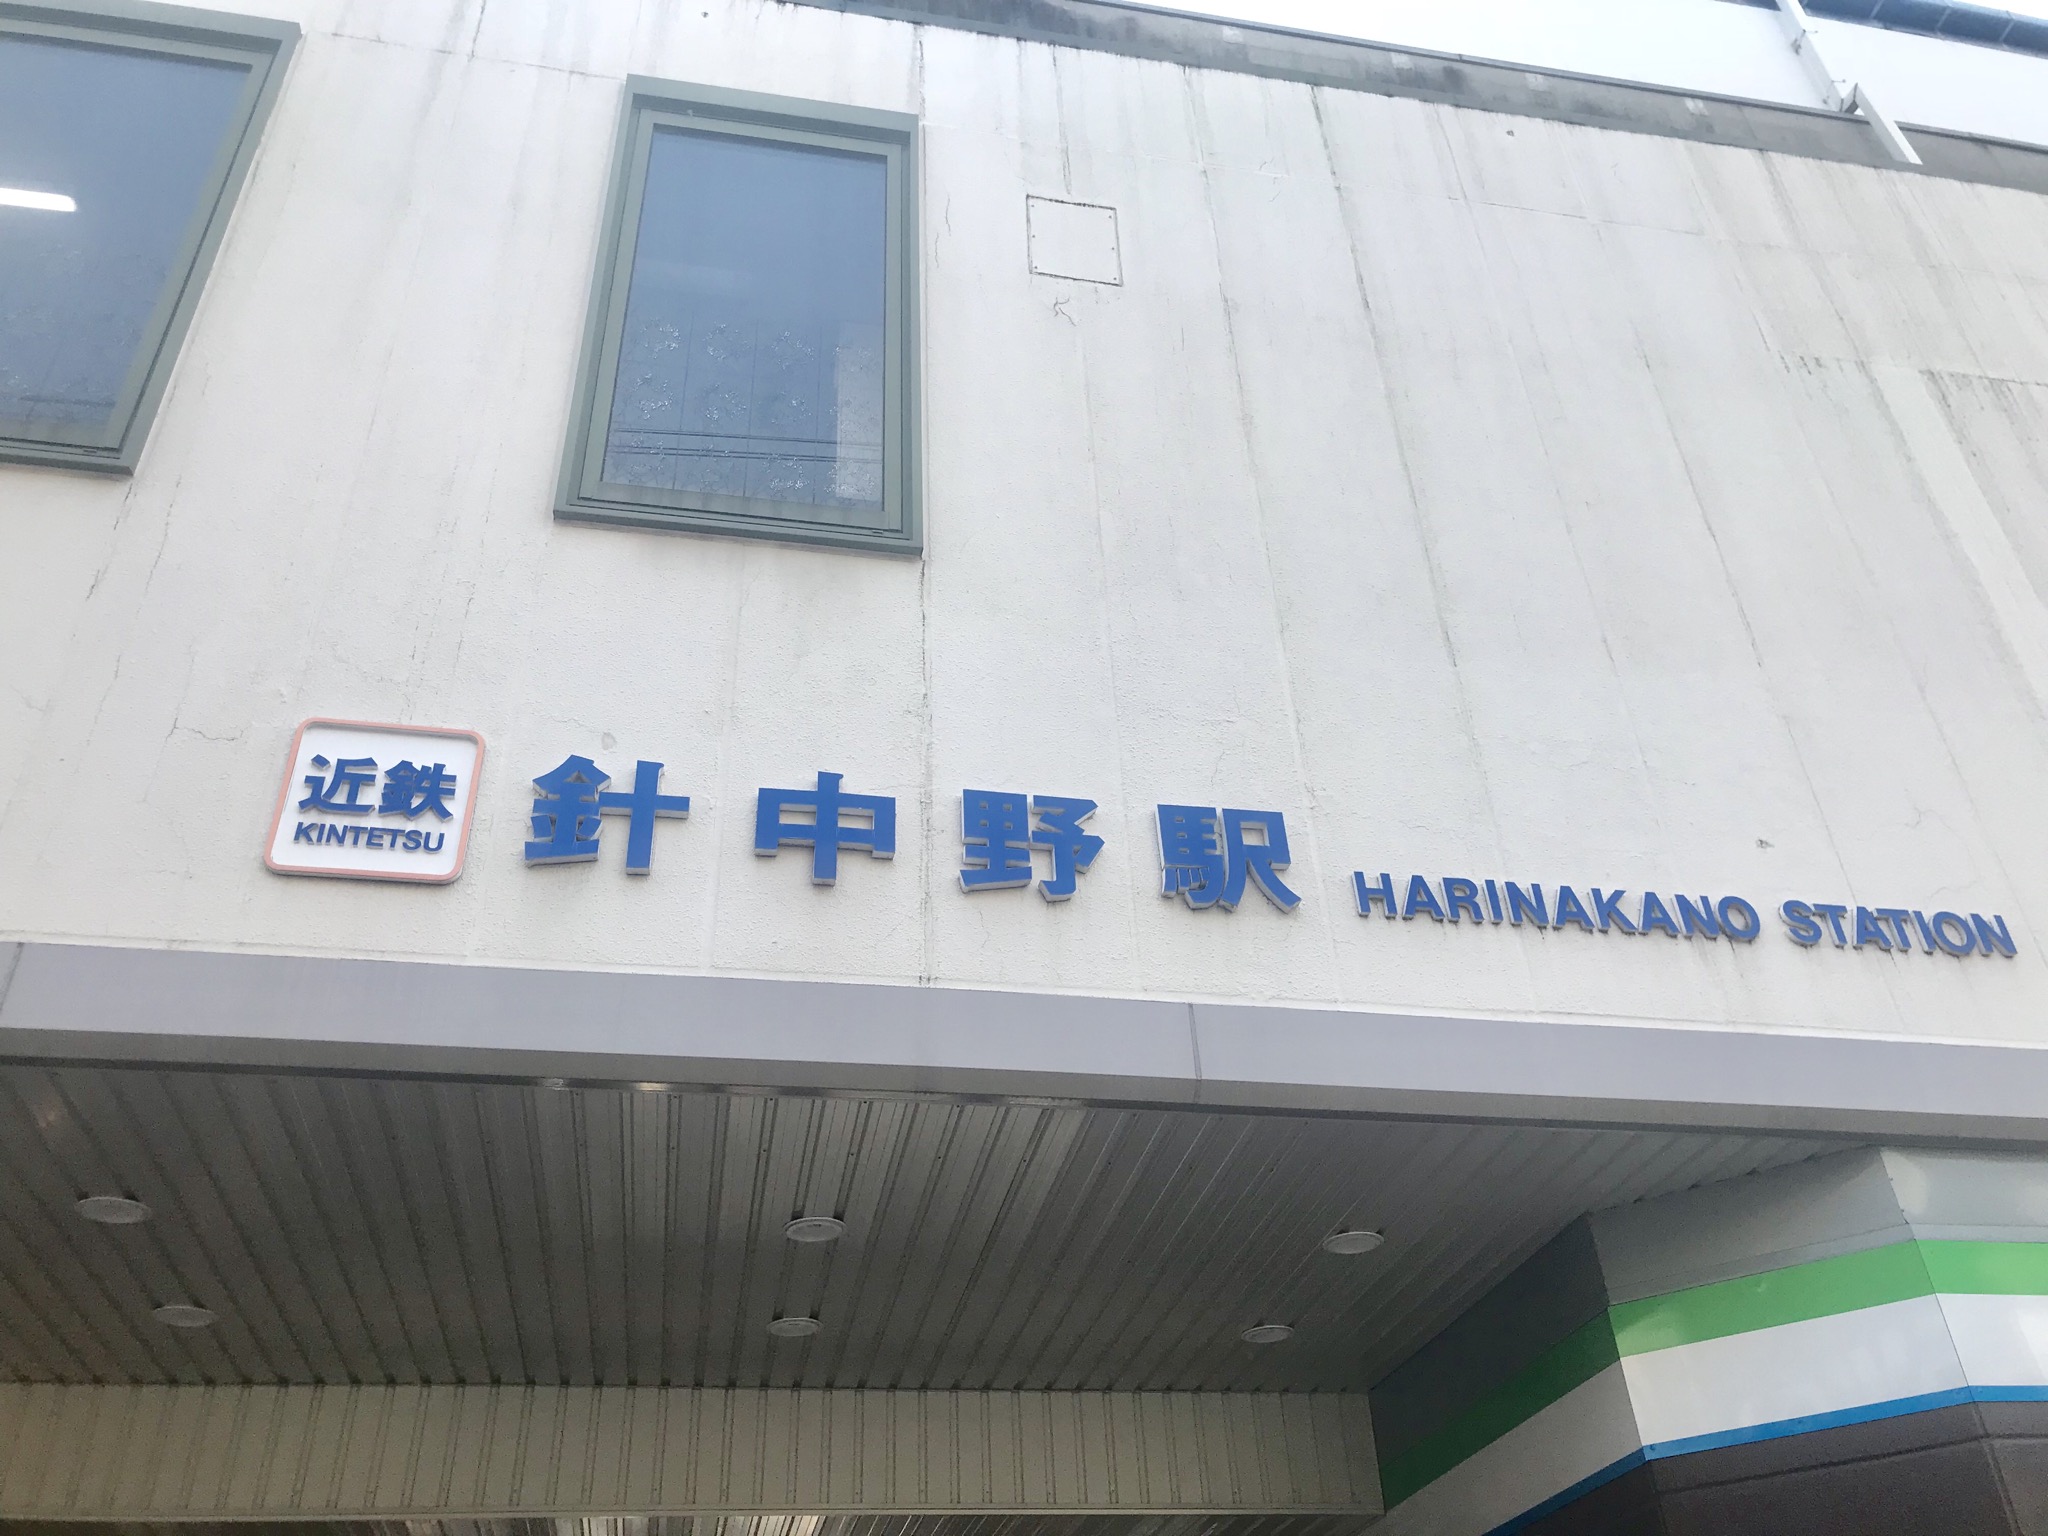 近鉄
KINTETSU
針中野駅 HARINAKANO STATION